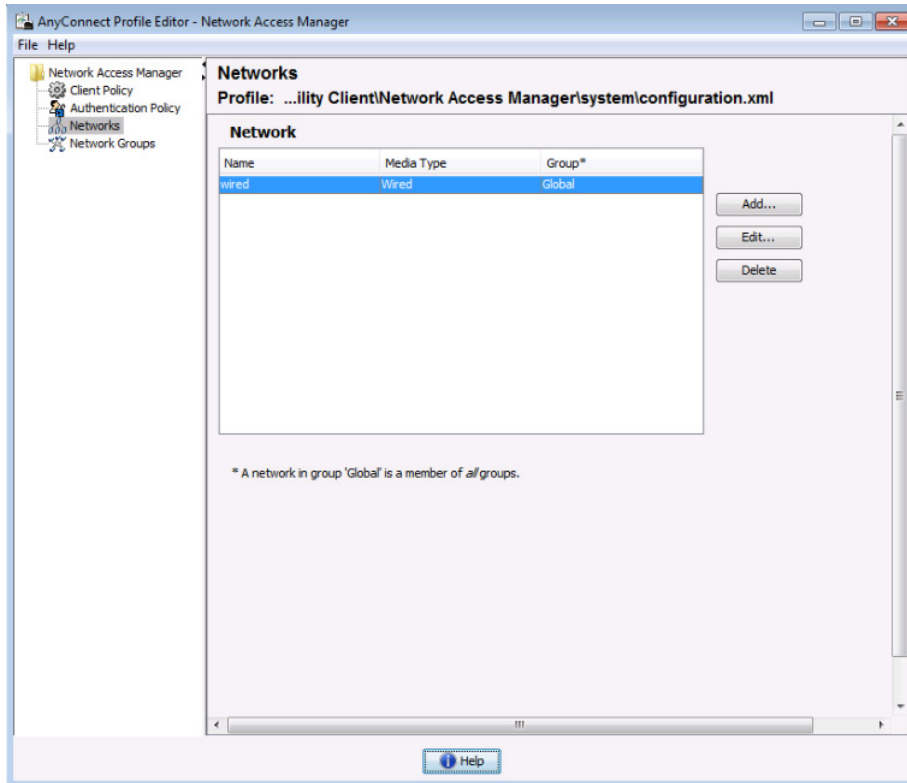 AnyConnect Profile Editor - Network Access Manager
File Help
Network Access Manager
Client Policy
Authentication Policy
Networks
Network Groups
Networks
Profile: ...ility Client\Network Access Manager\system\configuration.xml
Network
Name Media Type Group*
wired Wired Global
Add...
Edit...
Delete
* A network in group 'Global' is a member of all groups.
Help